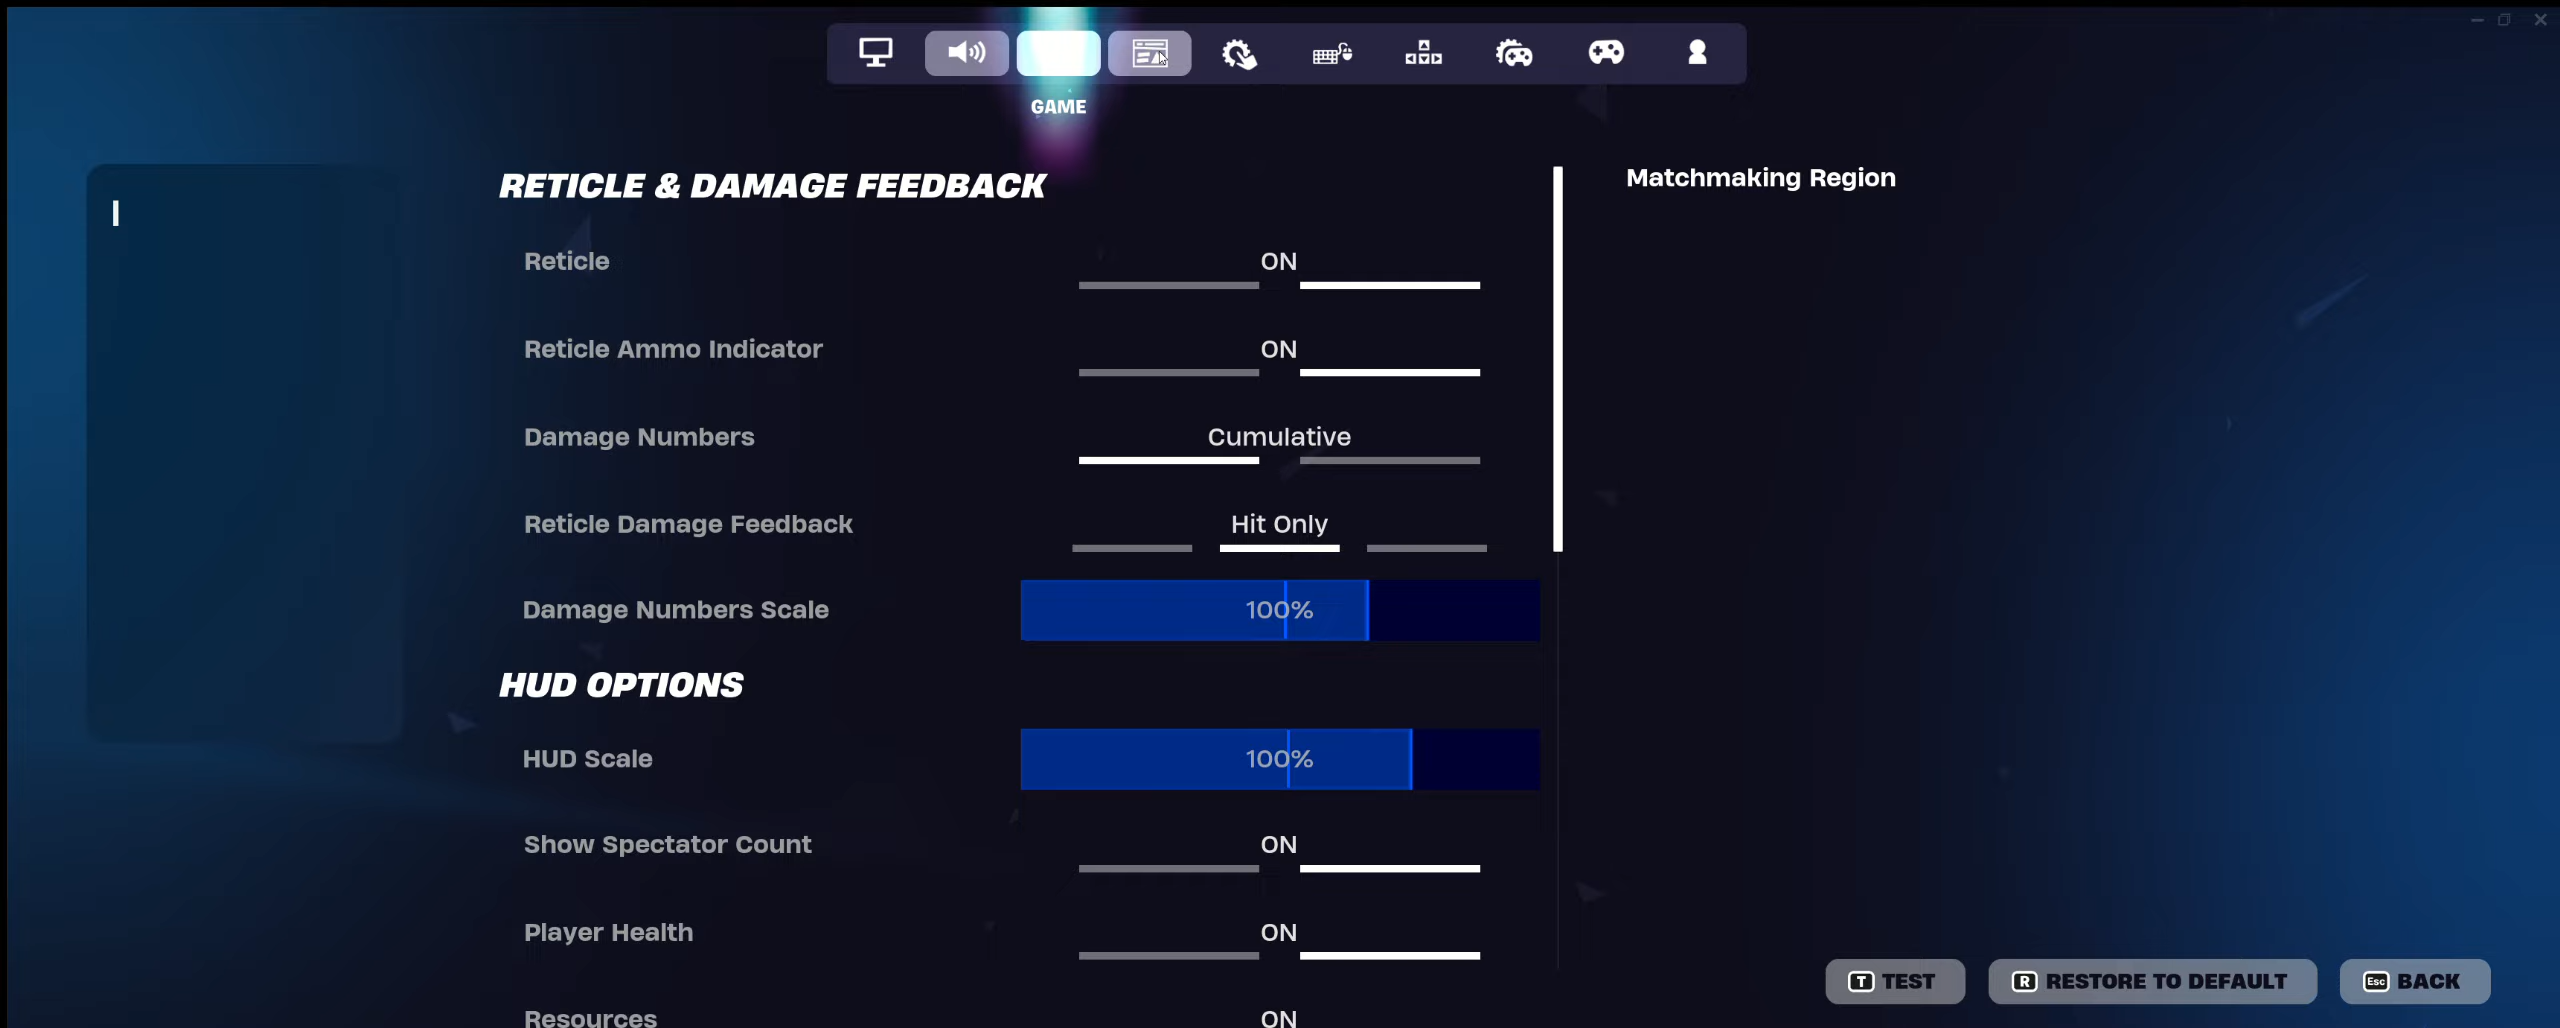 GAME
RETICLE & DAMAGE FEEDBACK
Reticle
ON
Reticle Ammo Indicator
ON
Damage Numbers
Cumulative
Reticle Damage Feedback
Hit Only
Damage Numbers Scale
100%
HUD OPTIONS
HUD Scale
100%
Show Spectator Count
ON
Player Health
ON
Resources
ON
Matchmaking Region
T TEST
R RESTORE TO DEFAULT
Esc BACK